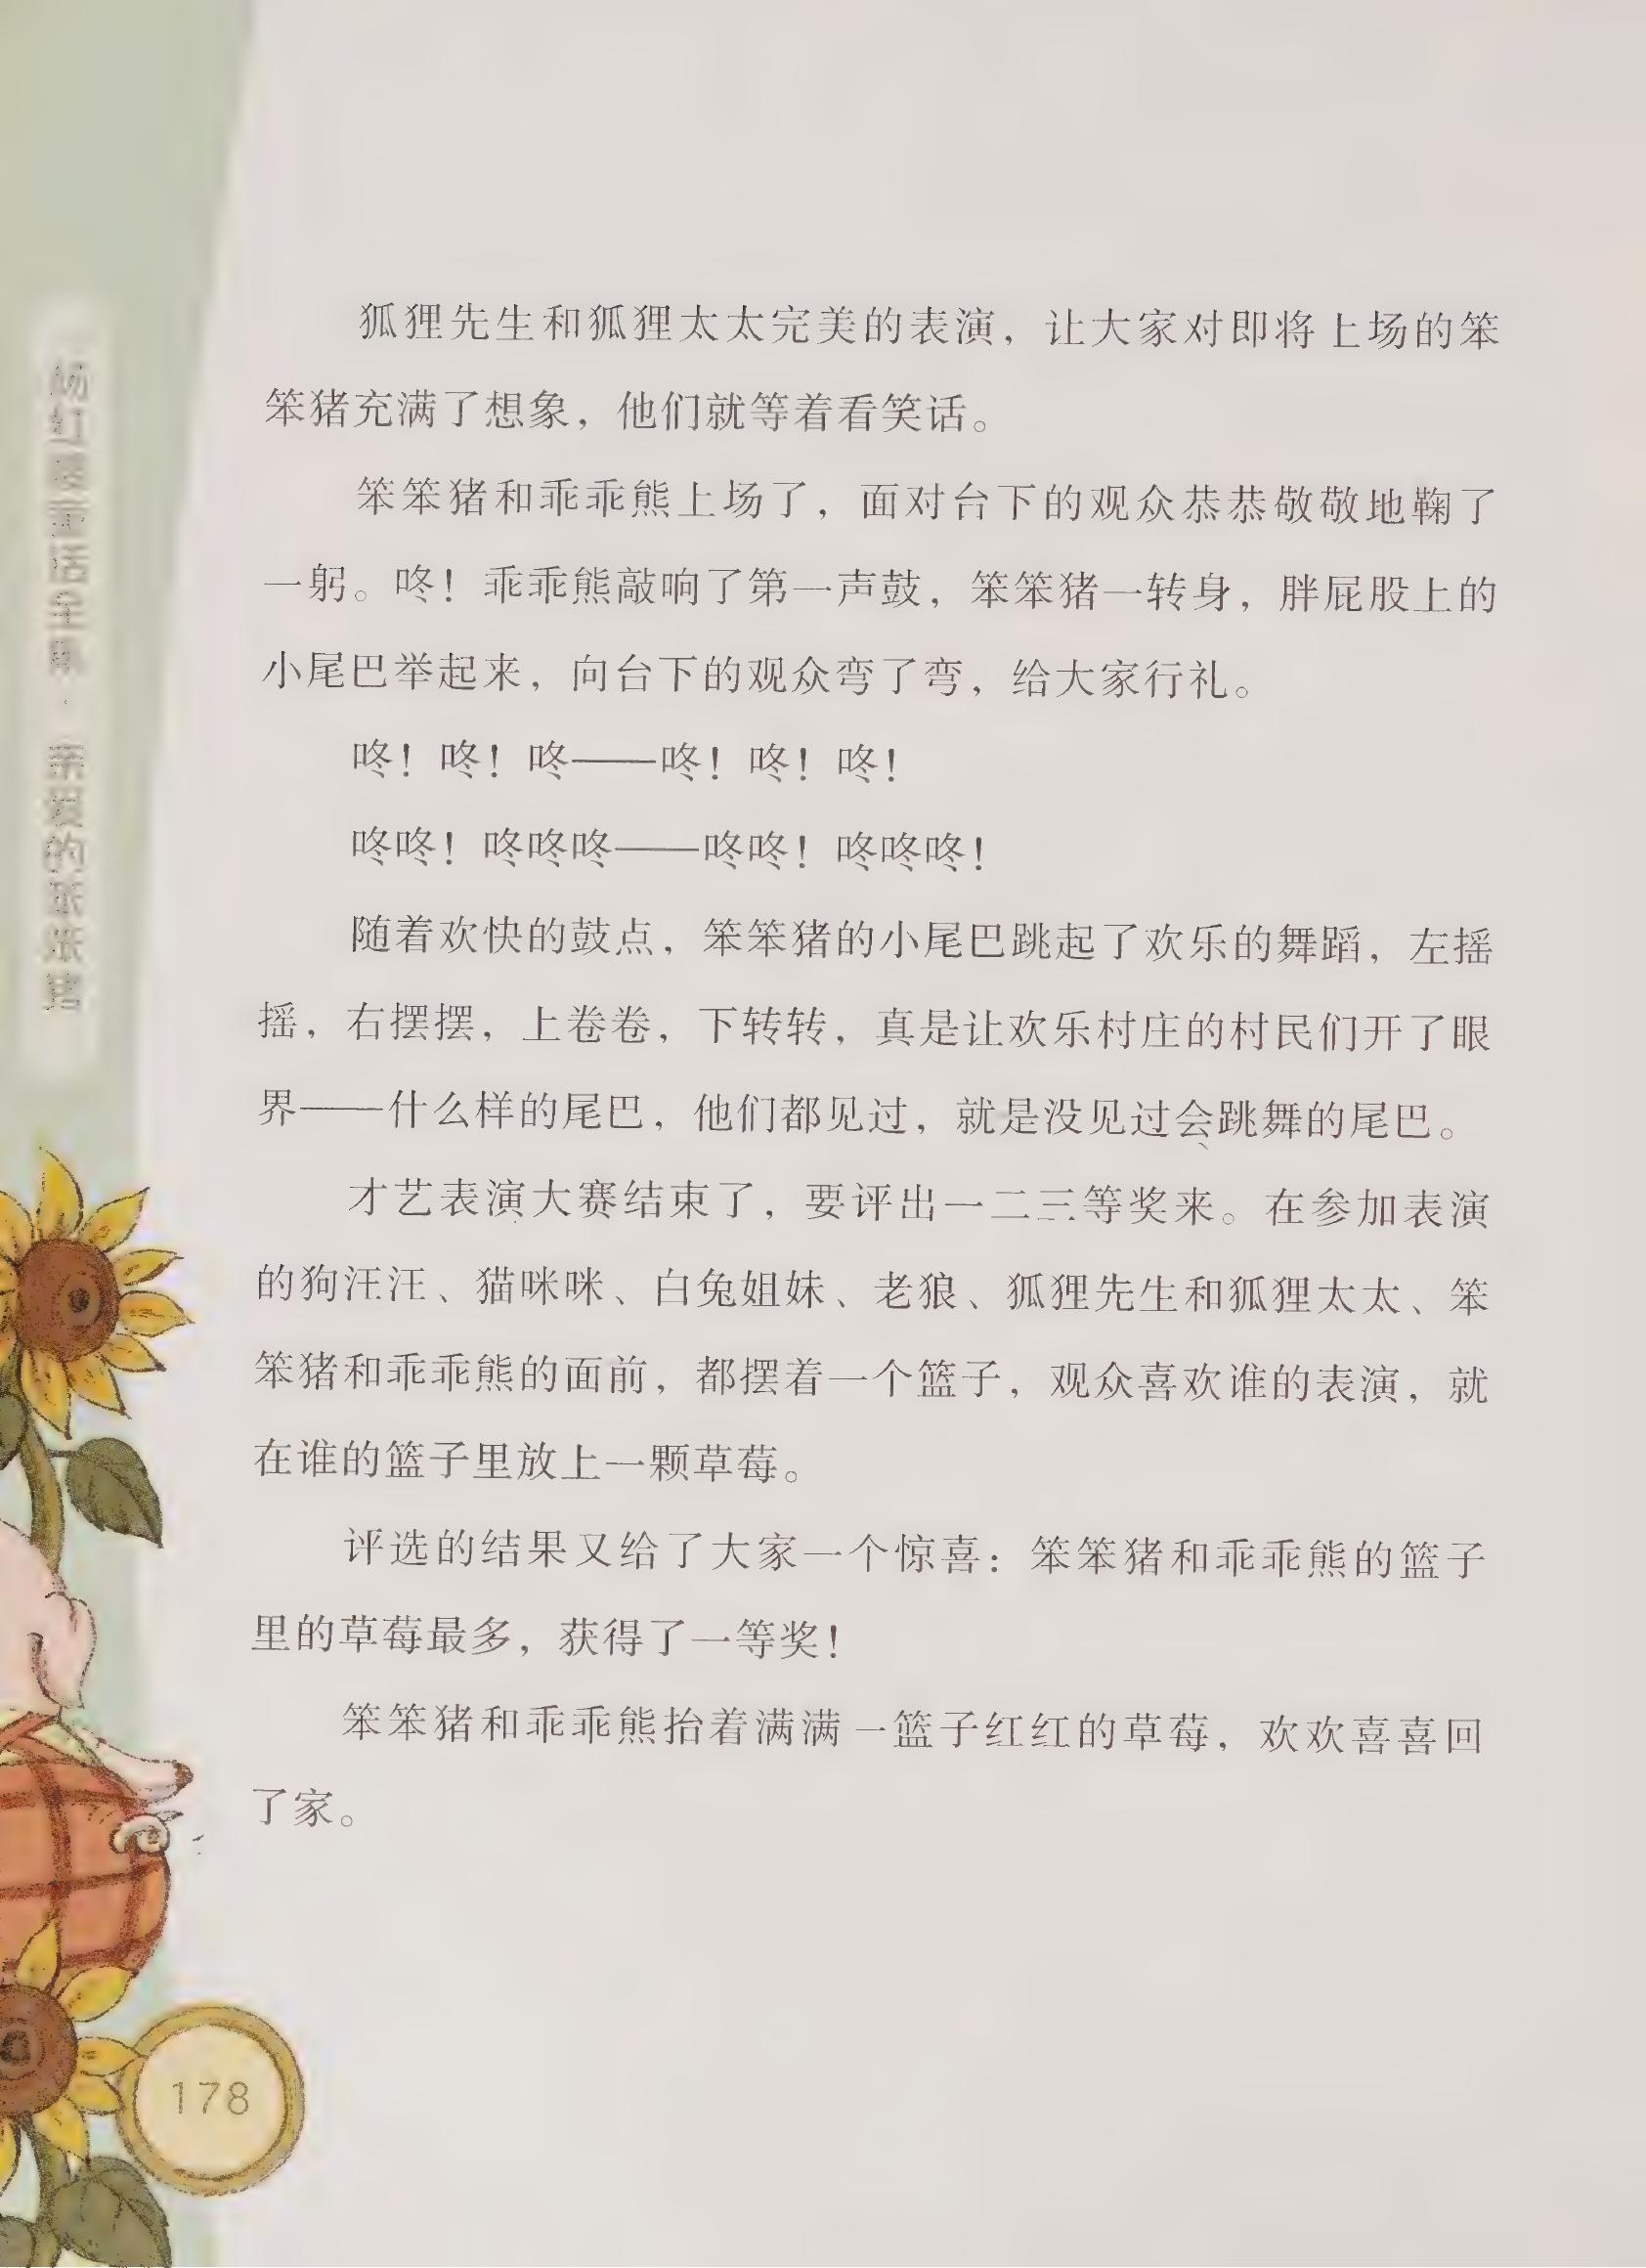 杨红樱童话全集·亲爱的笨笨猪
狐狸先生和狐狸太太完美的表演，让大家对即将上场的笨
笨猪充满了想象，他们就等着看笑话。
笨笨猪和乖乖熊上场了，面对台下的观众恭恭敬敬地鞠了
一躬。咚！乖乖熊敲响了第一声鼓，笨笨猪一转身，胖屁股上的
小尾巴举起来，向台下的观众弯了弯，给大家行礼。
咚！咚！咚——咚！咚！咚！
咚咚！咚咚咚——咚咚！咚咚咚！
随着欢快的鼓点，笨笨猪的小尾巴跳起了欢乐的舞蹈，左摇
摇，右摆摆，上卷卷，下转转，真是让欢乐村庄的村民们开了眼
界——什么样的尾巴，他们都见过，就是没见过会跳舞的尾巴。
才艺表演大赛结束了，要评出一二三等奖来。在参加表演
的狗汪汪、猫咪咪、白兔姐妹、老狼、狐狸先生和狐狸太太、笨
笨猪和乖乖熊的面前，都摆着一个篮子，观众喜欢谁的表演，就
在谁的篮子里放上一颗草莓。
评选的结果又给了大家一个惊喜：笨笨猪和乖乖熊的篮子
里的草莓最多，获得了一等奖！
笨笨猪和乖乖熊抬着满满一篮子红红的草莓，欢欢喜喜回
了家。
178